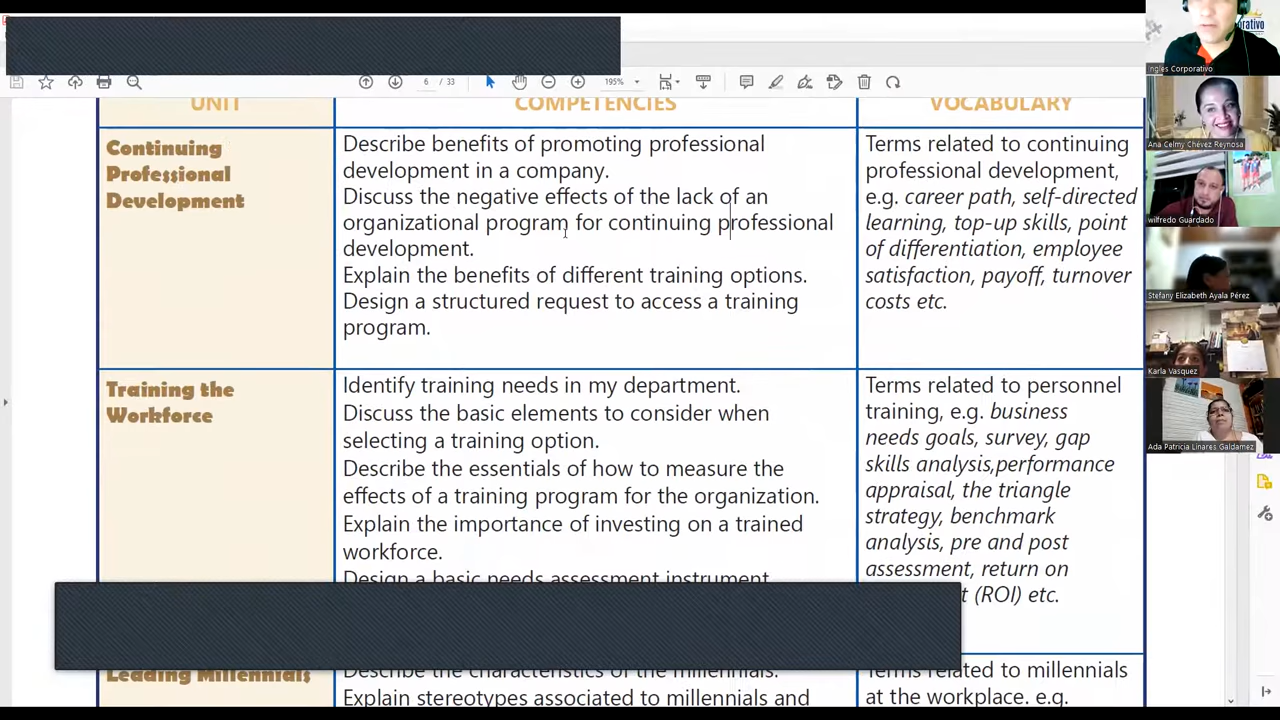 6 / 33
195%
UNIT
COMPETENCIES
VOCABULARY
Continuing
Professional
Development
Describe benefits of promoting professional
development in a company.
Discuss the negative effects of the lack of an
organizational program for continuing professional
development.
Explain the benefits of different training options.
Design a structured request to access a training
program.
Terms related to continuing
professional development,
e.g. career path, self-directed
learning, top-up skills, point
of differentiation, employee
satisfaction, payoff, turnover
costs etc.
Training the
Workforce
Identify training needs in my department.
Discuss the basic elements to consider when
selecting a training option.
Describe the essentials of how to measure the
effects of a training program for the organization.
Explain the importance of investing on a trained
workforce.
Design a basic needs assessment instrument
Terms related to personnel
training, e.g. business
needs goals, survey, gap
skills analysis,performance
appraisal, the triangle
strategy, benchmark
analysis, pre and post
assessment, return on
(ROI) etc.
Leading Millennials
Describe the characteristics of the millennials.
Explain stereotypes associated to millennials and
Terms related to millennials
at the workplace. e.g.
Ingles Corporativo
Ana Celmy Chévez Reynosa
wilfredo Guardado
Stefany Elizabeth Ayala Pérez
Karla Vasquez
Ada Patricia Linares Galdamez